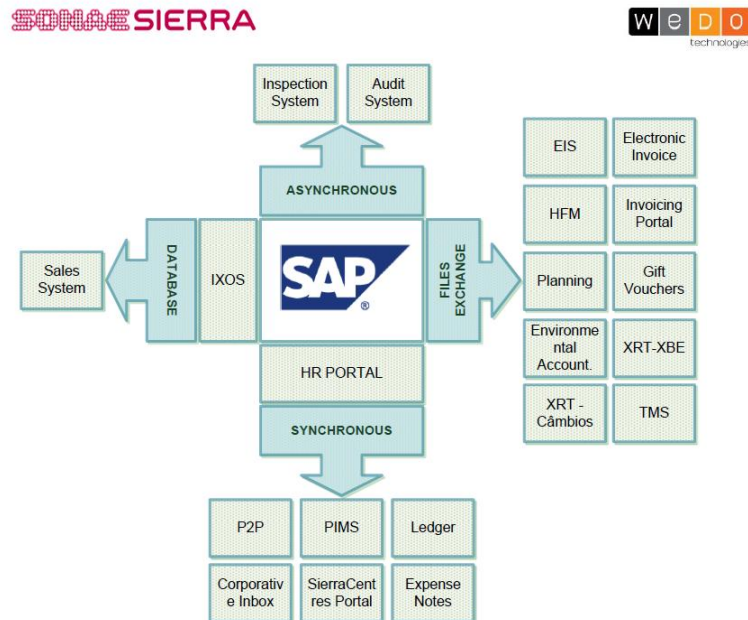 SONAE SIERRA
WeDO
technologies
Inspection
System
Audit
System
ASYNCHRONOUS
EIS
Electronic
Invoice
HFM
Invoicing
Portal
Sales
System
DATABASE
IXOS
SAP
®
FILES
EXCHANGE
Planning
Gift
Vouchers
Environme
ntal
Account.
XRT-XBE
HR PORTAL
SYNCHRONOUS
XRT -
Câmbios
TMS
P2P
PIMS
Ledger
Corporativ
e Inbox
SierraCent
res Portal
Expense
Notes